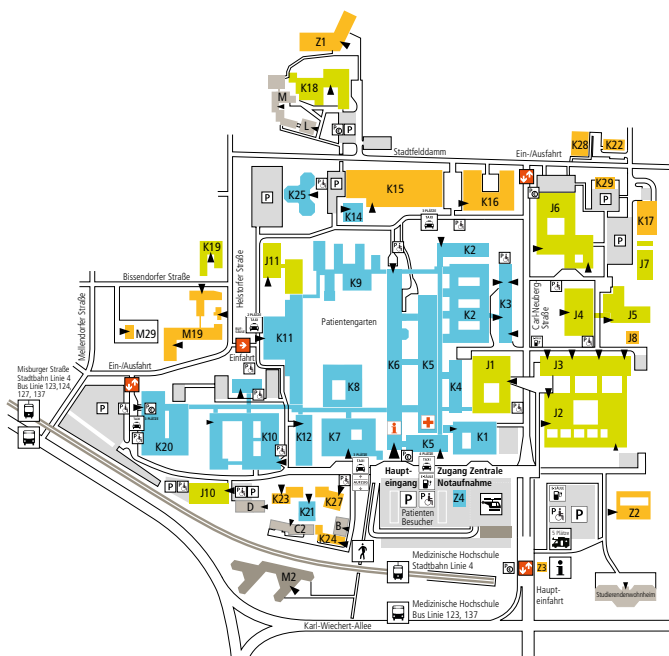 Z1
K18
M
L
P
Stadtfelddamm
Ein-/Ausfahrt
K28
K22
K25
P
K15
K14
K16
K29
P
K17
J6
J7
P
K19
J11
K9
K2
K2
K3
TAXI
Bissendorfer Straße
Mellendorfer Straße
Helstorfer Straße
M29
M19
Patientengarten
K11
K6
K5
Carl-Neuberg-
Straße
J4
J5
J8
Einfahrt
Ein-/Ausfahrt
Misburger Straße
Stadtbahn Linie 4
Bus Linie 123,124,
127, 137
P
K8
K4
J1
J3
J2
K20
K10
K12
K7
K5
K1
Haupt-
eingang
Zugang Zentrale
Notaufnahme
P
Patienten
Besucher
Z4
J10
P
P
D
K23
K21
K27
C2
B
K24
P
5 Plätze
Z2
M2
Medizinische Hochschule
Stadtbahn Linie 4
Z3
Haupt-
einfahrt
Studierendenwohnheim
Medizinische Hochschule
Bus Linie 123, 137
Karl-Wiechert-Allee